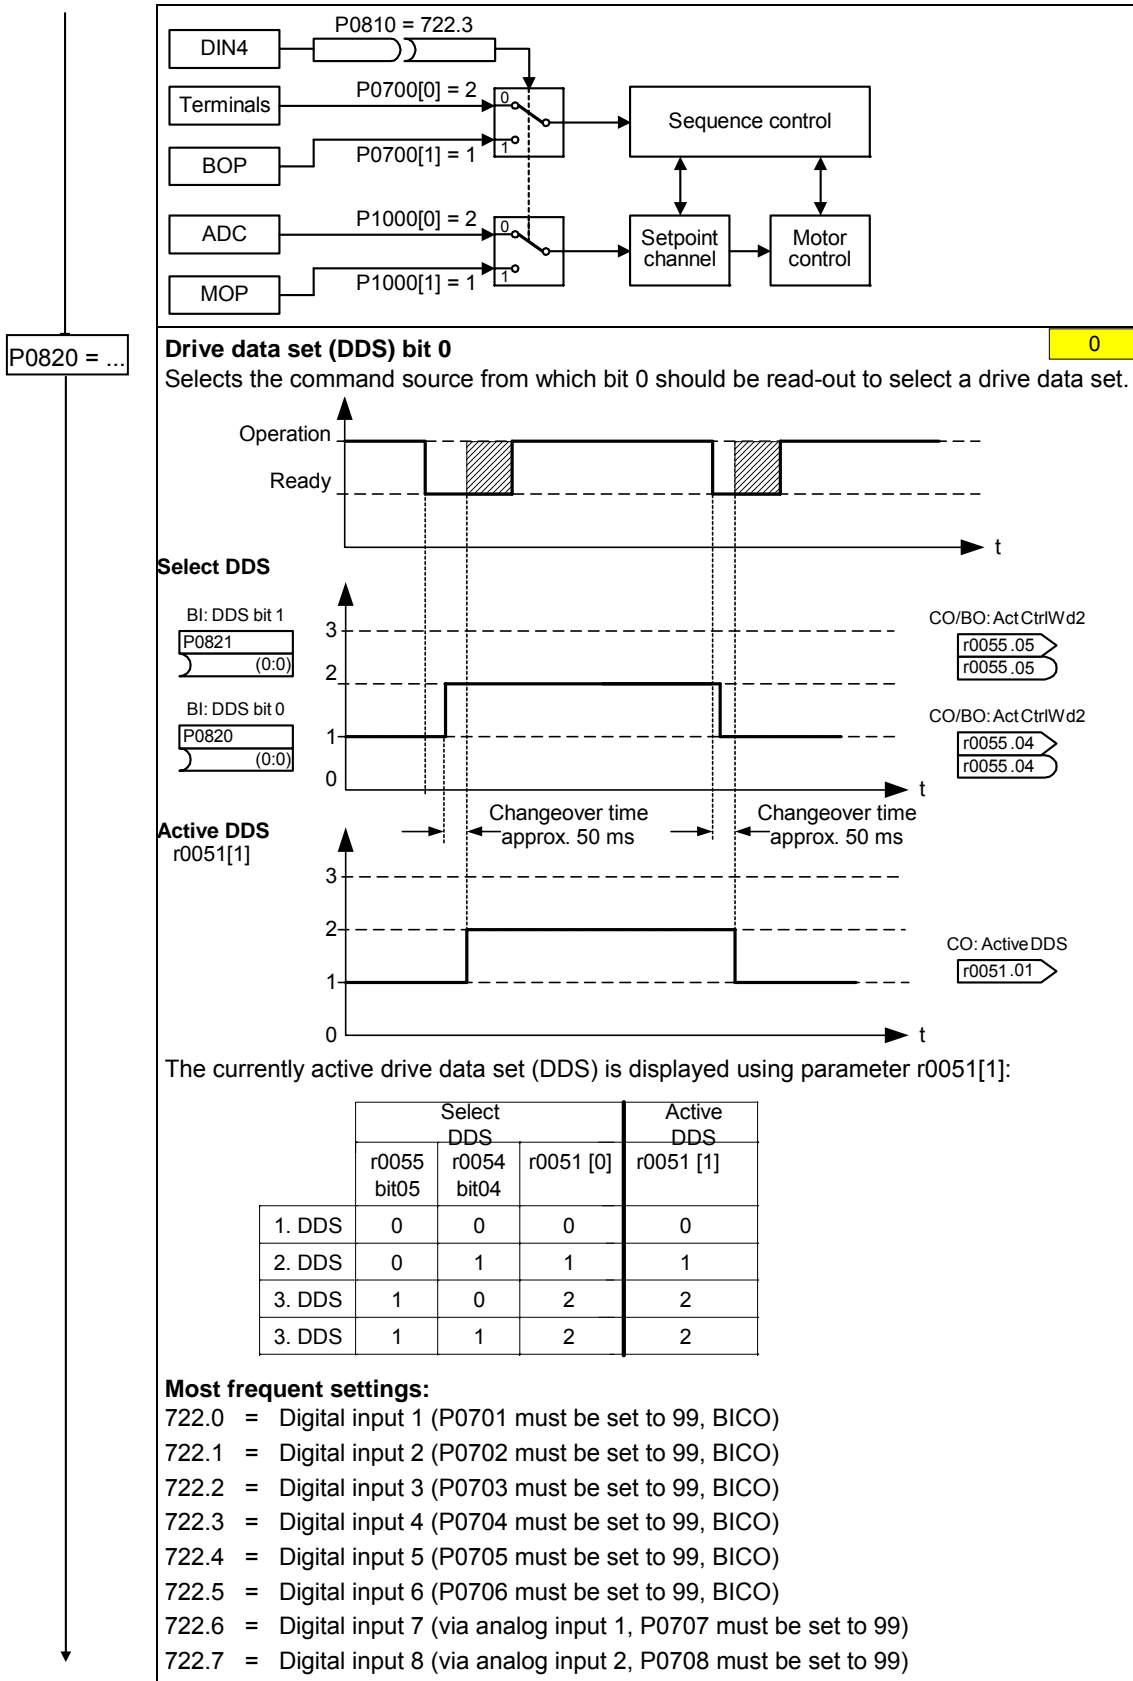 P0810 = 722.3
DIN4
Terminals
P0700[0] = 2
0
Sequence control
BOP
P0700[1] = 1
1
ADC
P1000[0] = 2
0
Setpoint
channel
Motor
control
MOP
P1000[1] = 1
1
P0820 = ...
Drive data set (DDS) bit 0
0
Selects the command source from which bit 0 should be read-out to select a drive data set.
Operation
Ready
t
Select DDS
BI: DDS bit 1
P0821
(0:0)
BI: DDS bit 0
P0820
(0:0)
3
2
1
0
t
CO/BO: Act CtrlWd2
r0055.05
r0055.05
CO/BO: Act CtrlWd2
r0055.04
r0055.04
Changeover time
approx. 50 ms
Changeover time
approx. 50 ms
Active DDS
r0051[1]
3
2
1
0
t
CO: Active DDS
r0051.01
The currently active drive data set (DDS) is displayed using parameter r0051[1]:
Select
DDS
Active
DDS
r0055
bit05
r0054
bit04
r0051 [0]
r0051 [1]
1. DDS 0 0 0 0
2. DDS 0 1 1 1
3. DDS 1 0 2 2
3. DDS 1 1 2 2
Most frequent settings:
722.0 = Digital input 1 (P0701 must be set to 99, BICO)
722.1 = Digital input 2 (P0702 must be set to 99, BICO)
722.2 = Digital input 3 (P0703 must be set to 99, BICO)
722.3 = Digital input 4 (P0704 must be set to 99, BICO)
722.4 = Digital input 5 (P0705 must be set to 99, BICO)
722.5 = Digital input 6 (P0706 must be set to 99, BICO)
722.6 = Digital input 7 (via analog input 1, P0707 must be set to 99)
722.7 = Digital input 8 (via analog input 2, P0708 must be set to 99)